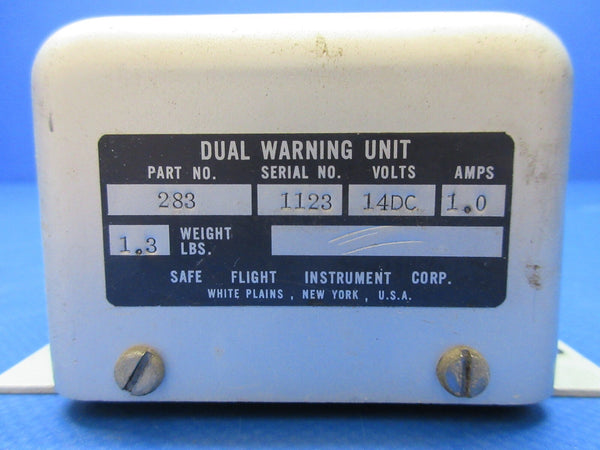 DUAL WARNING UNIT
PART NO. SERIAL NO. VOLTS AMPS
283 1123 14DC 1.0
1.3 WEIGHT LBS.
SAFE FLIGHT INSTRUMENT CORP.
WHITE PLAINS, NEW YORK, U.S.A.